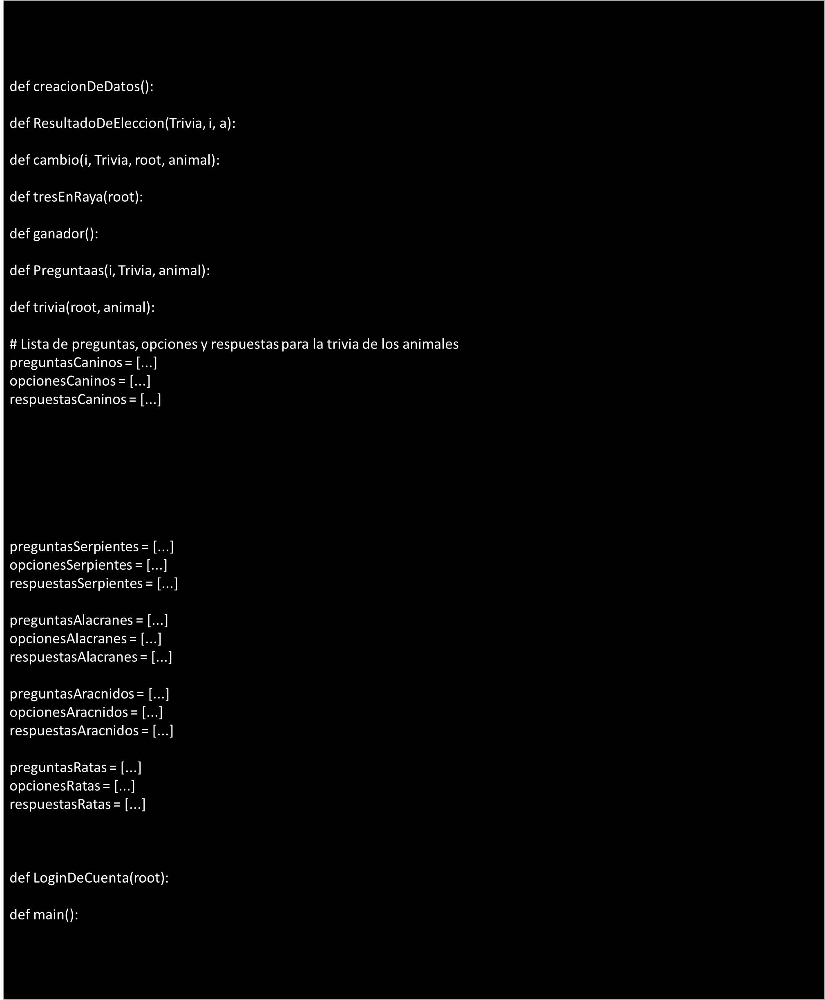 def creacionDeDatos():
def ResultadoDeEleccion(Trivia, i, a):
def cambio(i, Trivia, root, animal):
def tresEnRaya(root):
def ganador():
def Preguntaas(i, Trivia, animal):
def trivia(root, animal):
# Lista de preguntas, opciones y respuestas para la trivia de los animales
preguntasCaninos = [...]
opcionesCaninos = [...]
respuestasCaninos = [...]
preguntasSerpientes = [...]
opcionesSerpientes = [...]
respuestasSerpientes = [...]
preguntasAlacranes = [...]
opcionesAlacranes = [...]
respuestasAlacranes = [...]
preguntasAracnidos = [...]
opcionesAracnidos = [...]
respuestasAracnidos = [...]
preguntasRatas = [...]
opcionesRatas = [...]
respuestasRatas = [...]
def LoginDeCuenta(root):
def main():